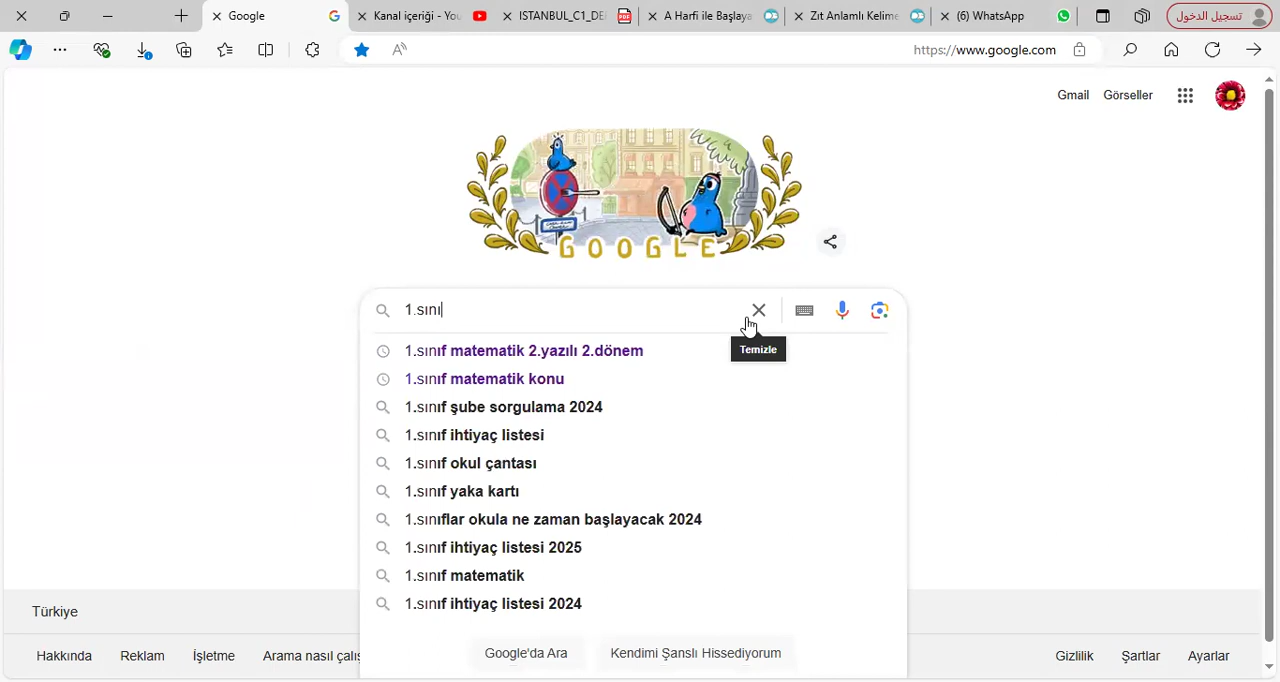 Google
Kanal içeriği - You
ISTANBUL_C1_DE
A Harfi ile Başlaya
Zıt Anlamlı Kelime
(6) WhatsApp
تسجيل الدخول
https://www.google.com
Gmail Görseller
GOOGLE
1.sını
Temizle
1.sınıf matematik 2.yazılı 2.dönem
1.sınıf matematik konu
1.sınıf şube sorgulama 2024
1.sınıf ihtiyaç listesi
1.sınıf okul çantası
1.sınıf yaka kartı
1.sınıflar okula ne zaman başlayacak 2024
1.sınıf ihtiyaç listesi 2025
1.sınıf matematik
1.sınıf ihtiyaç listesi 2024
Google'da Ara Kendimi Şanslı Hissediyorum
Türkiye
Hakkında Reklam İşletme Arama nasıl çalış Gizlilik Şartlar Ayarlar